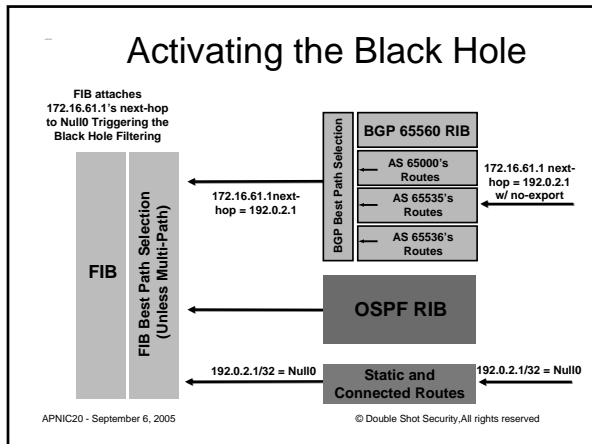 Activating the Black Hole
FIB attaches
172.16.61.1's next-hop
to Null0 Triggering the
Black Hole Filtering
FIB
FIB Best Path Selection
(Unless Multi-Path)
172.16.61.1next-
hop = 192.0.2.1
BGP Best Path Selection
BGP 65560 RIB
AS 65000's
Routes
AS 65535's
Routes
AS 65536's
Routes
172.16.61.1 next-
hop = 192.0.2.1
w/ no-export
OSPF RIB
192.0.2.1/32 = Null0
Static and
Connected Routes
192.0.2.1/32 = Null0
APNIC20 - September 6, 2005
© Double Shot Security,All rights reserved